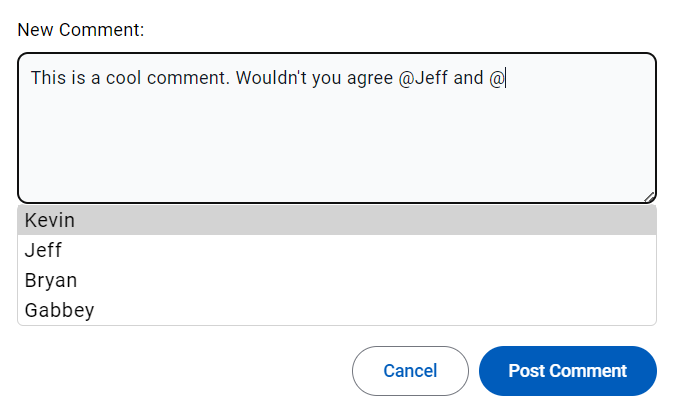 New Comment:
This is a cool comment. Wouldn't you agree @Jeff and @
Kevin
Jeff
Bryan
Gabbey
Cancel
Post Comment